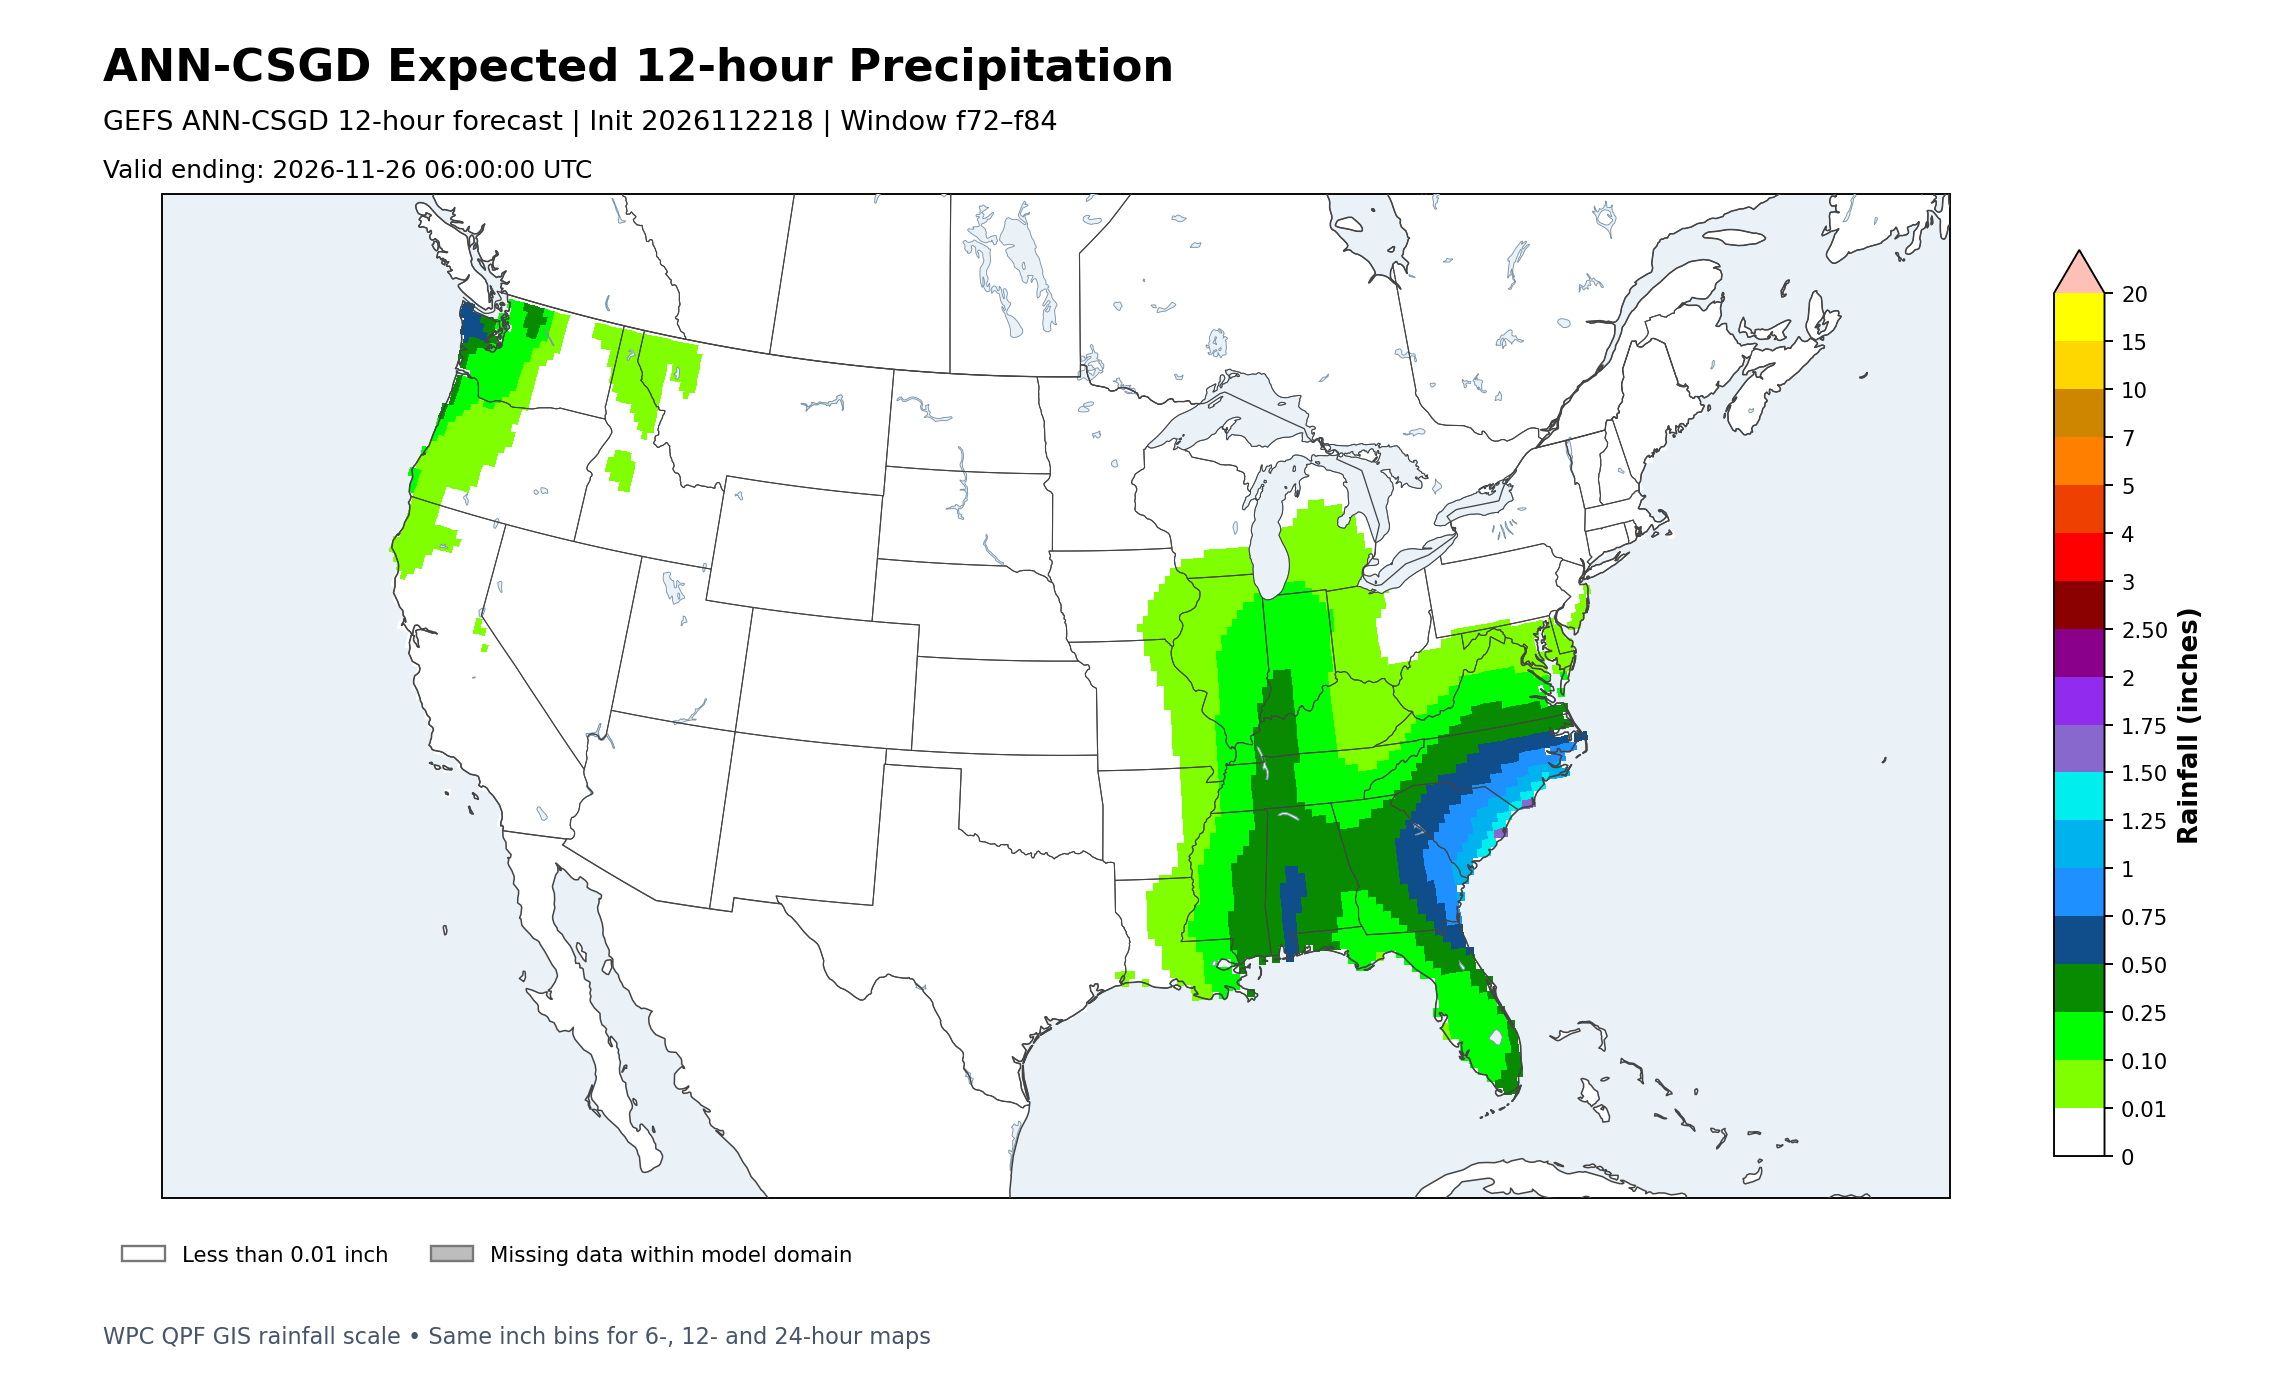 ANN-CSGD Expected 12-hour Precipitation
GEFS ANN-CSGD 12-hour forecast | Init 2026112218 | Window f72–f84
Valid ending: 2026-11-26 06:00:00 UTC
20
15
10
7
5
4
3
2.50
2
1.75
1.50
1.25
1
0.75
0.50
0.25
0.10
0.01
0
Rainfall (inches)
Less than 0.01 inch
Missing data within model domain
WPC QPF GIS rainfall scale • Same inch bins for 6-, 12- and 24-hour maps